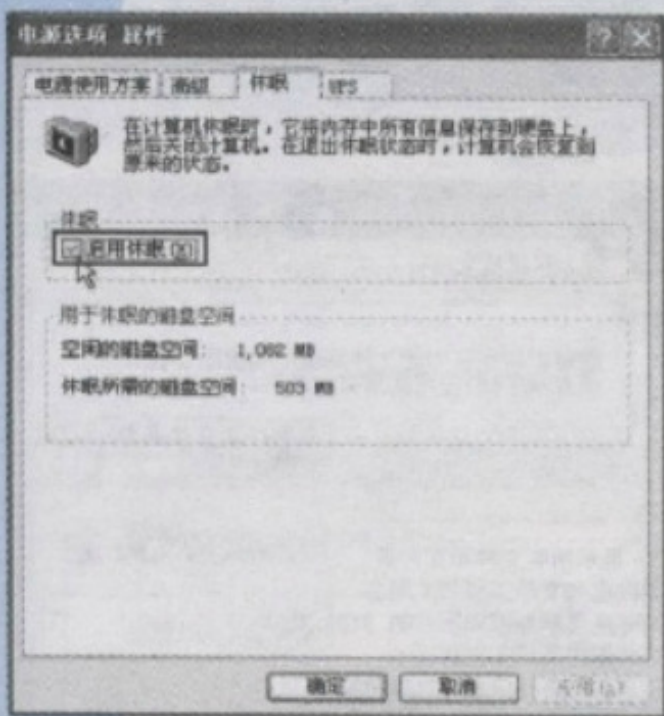 电源选项 属性
电源使用方案 高级 休眠 UPS
在计算机休眠时，它将内存中所有信息保存到硬盘上，
然后关闭计算机。在退出休眠状态时，计算机会恢复到
原来的状态。
休眠
启用休眠(H)
用于休眠的磁盘空间
空闲的磁盘空间: 1,062 MB
休眠所需的磁盘空间: 503 MB
确定 取消 应用(A)